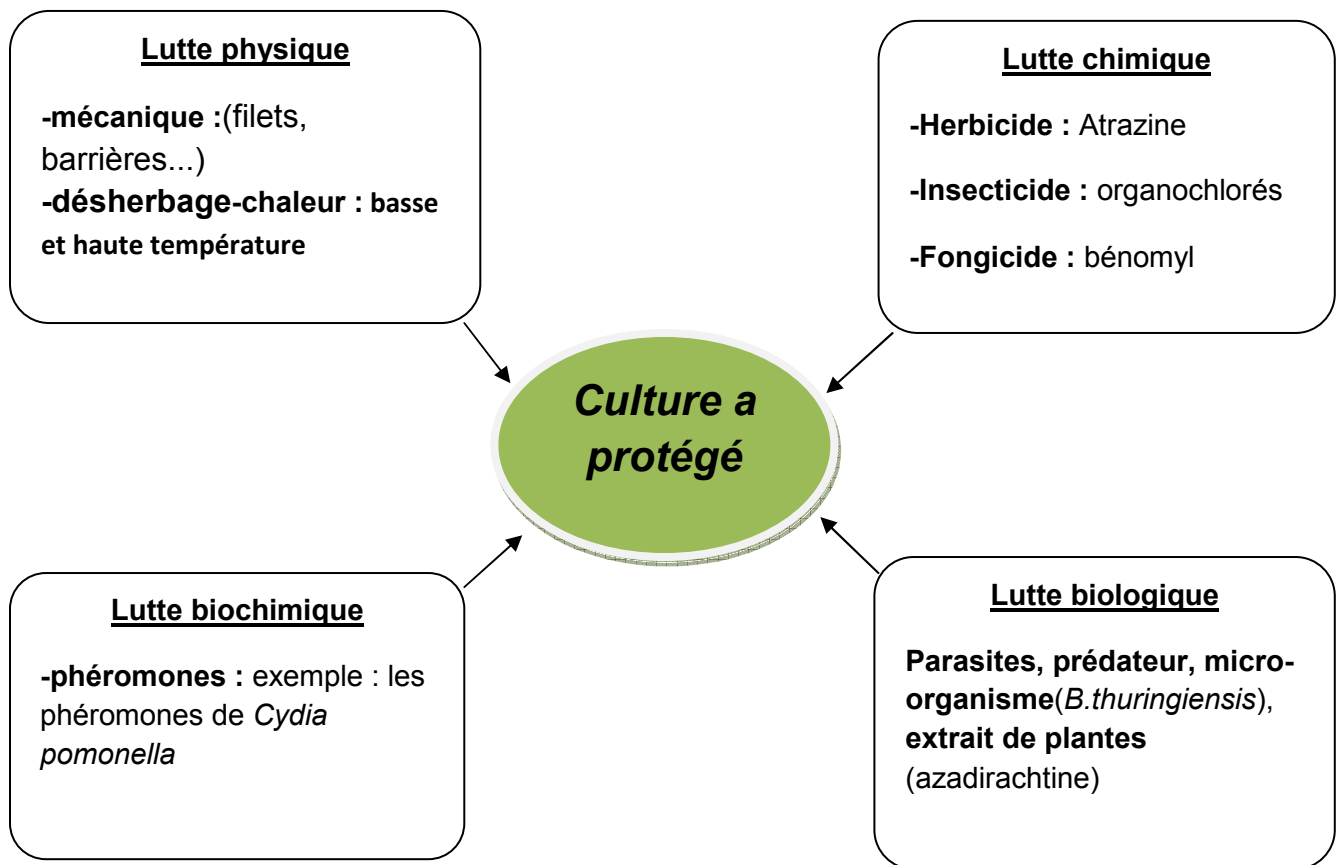 Lutte physique
-mécanique :(filets,
barrières...)
-désherbage-chaleur : basse
et haute température
Lutte chimique
-Herbicide : Atrazine
-Insecticide : organochlorés
-Fongicide : bénomyl
Culture a
protégé
Lutte biochimique
-phéromones : exemple : les
phéromones de Cydia
pomonella
Lutte biologique
Parasites, prédateur, micro-
organisme(B.thuringiensis),
extrait de plantes
(azadirachtine)